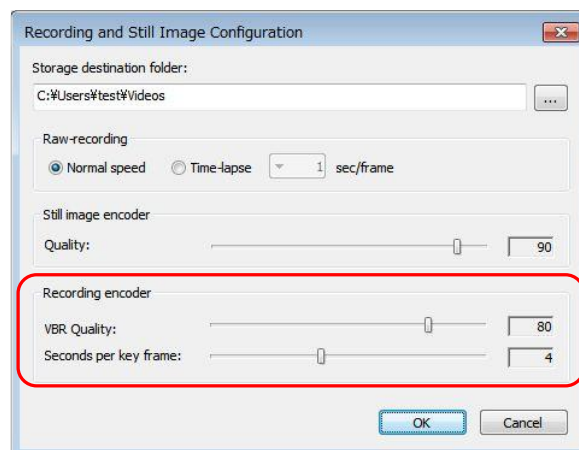 Recording and Still Image Configuration
Storage destination folder:
C:¥Users¥test¥Videos
...
Raw-recording
Normal speed Time-lapse 1 sec/frame
Still image encoder
Quality: 90
Recording encoder
VBR Quality: 80
Seconds per key frame: 4
OK Cancel